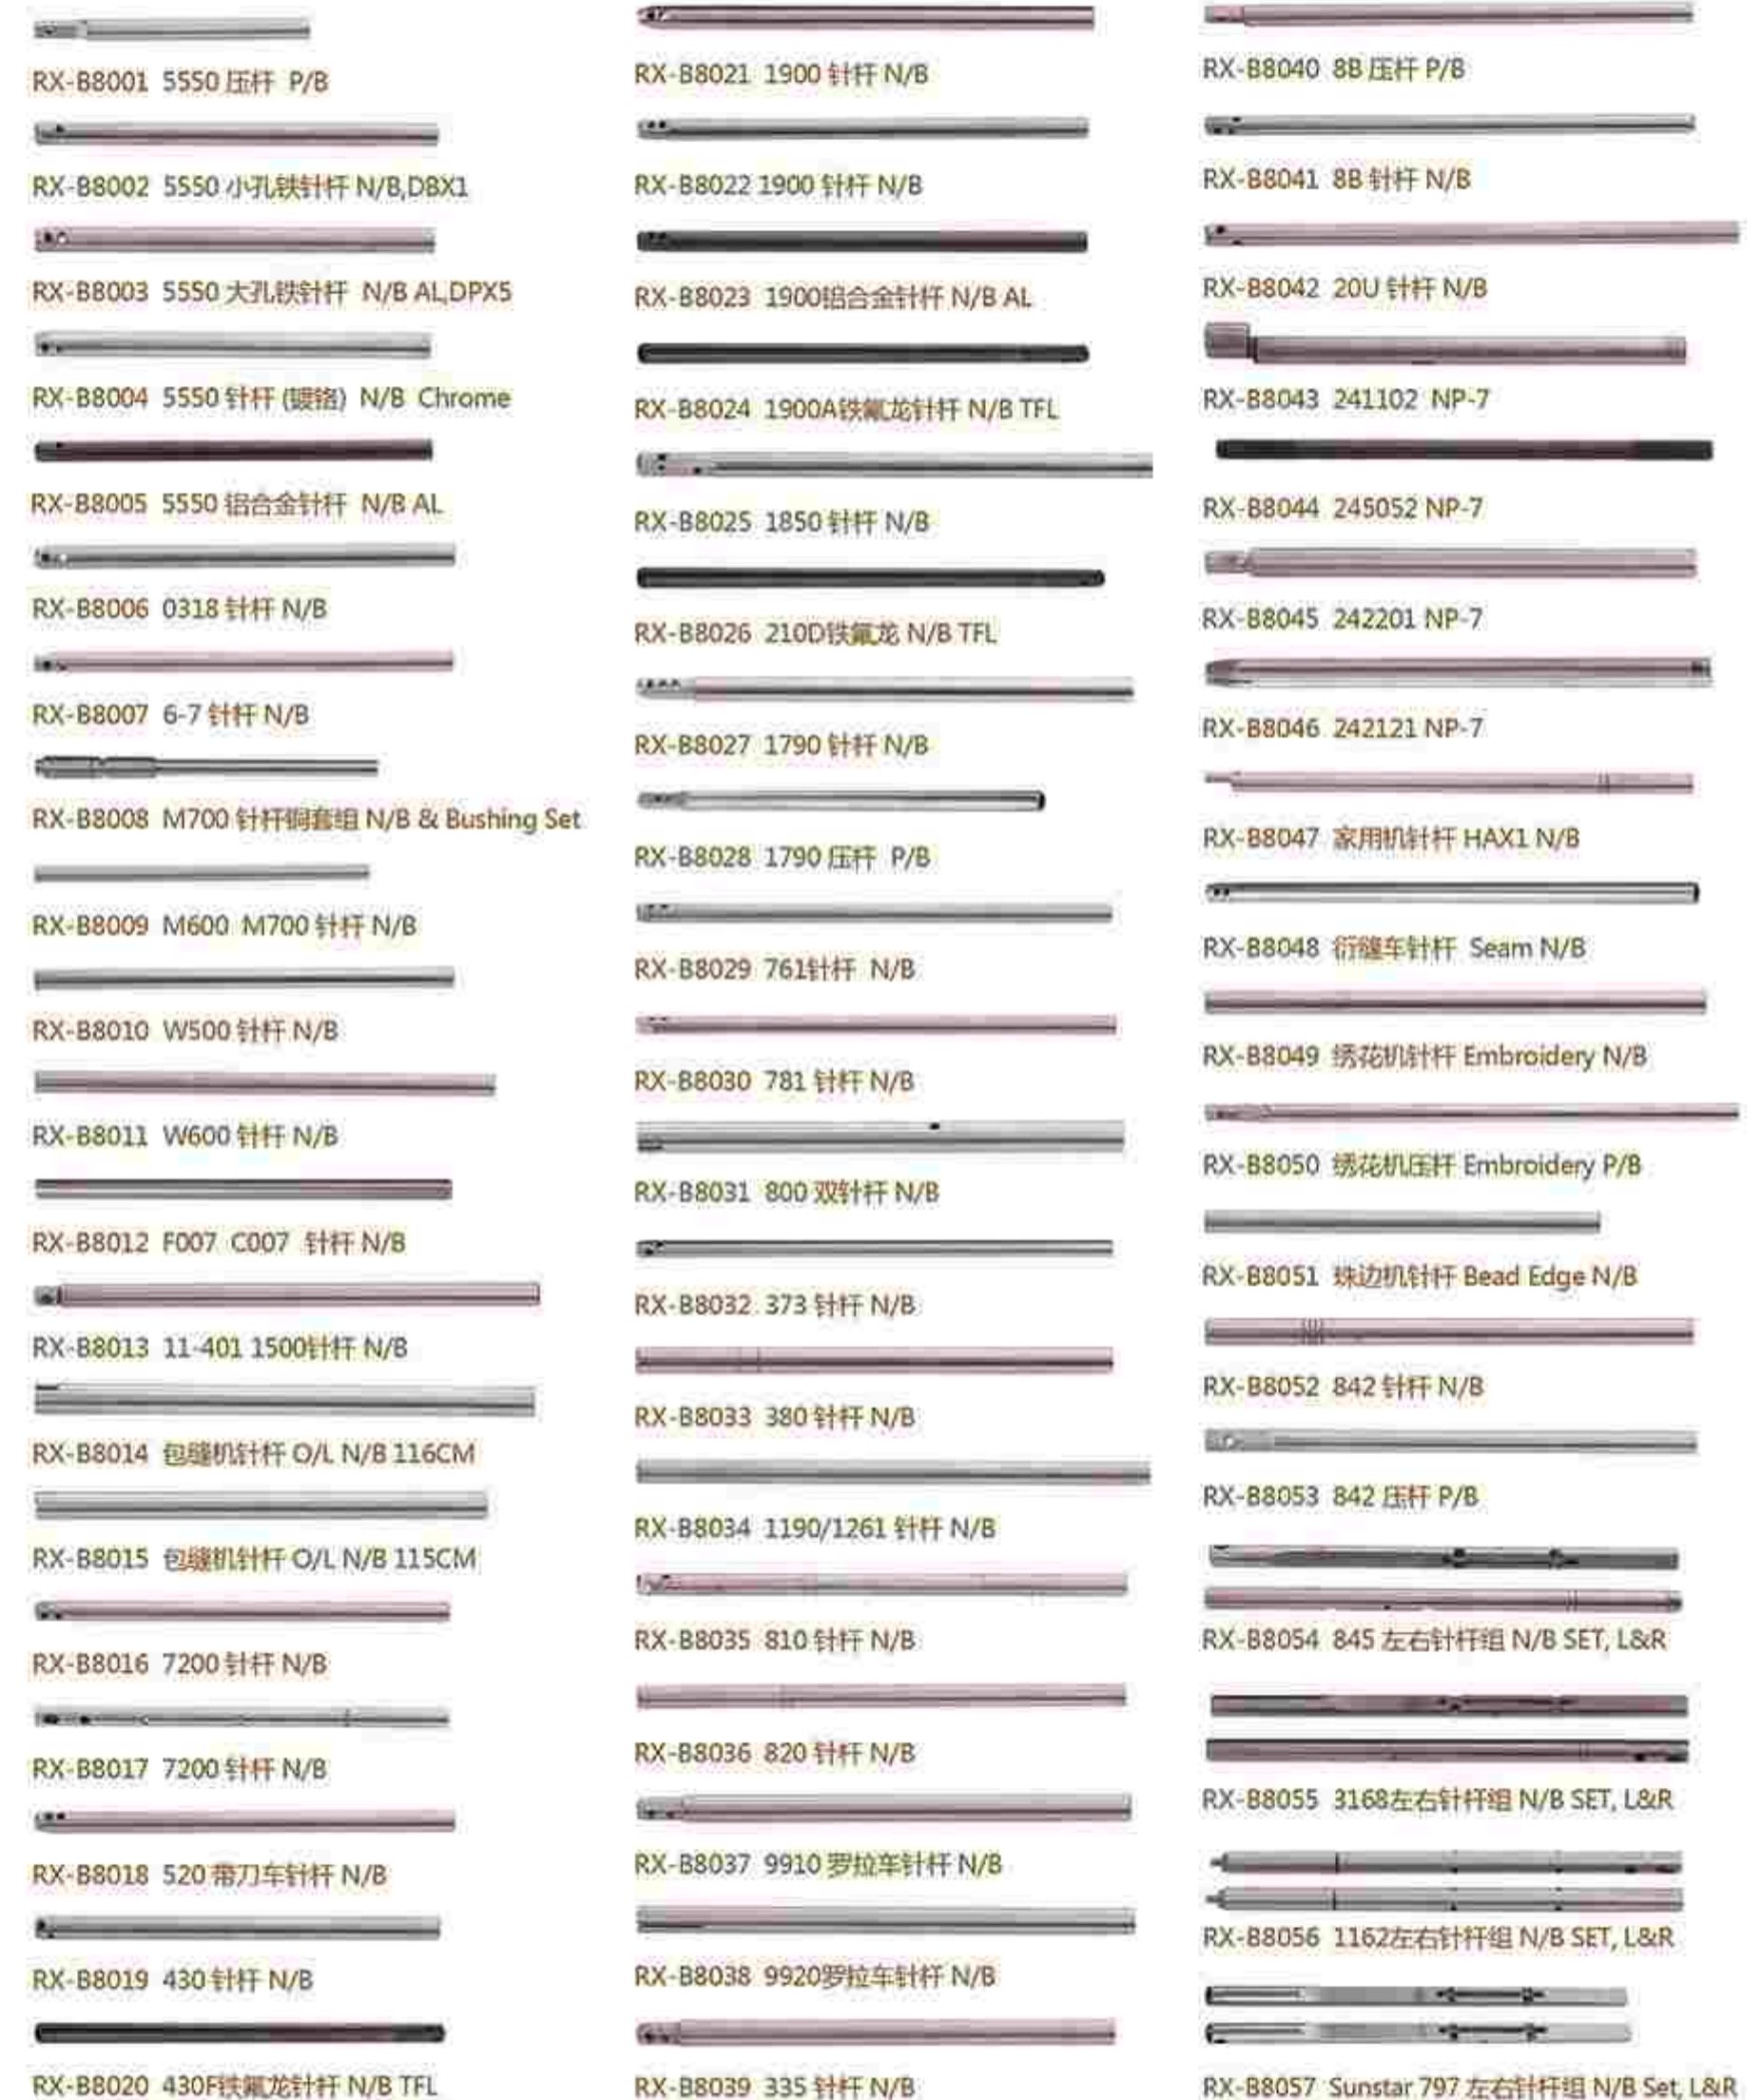 RX-B8001 5550 压杆 P/B
RX-B8002 5550 小孔铁针杆 N/B,DBX1
RX-B8003 5550 大孔铁针杆 N/B AL,DPX5
RX-B8004 5550 针杆 (镀铬) N/B Chrome
RX-B8005 5550 铝合金针杆 N/B AL
RX-B8006 0318 针杆 N/B
RX-B8007 6-7 针杆 N/B
RX-B8008 M700 针杆铜套组 N/B & Bushing Set
RX-B8009 M600 M700 针杆 N/B
RX-B8010 W500 针杆 N/B
RX-B8011 W600 针杆 N/B
RX-B8012 F007 C007 针杆 N/B
RX-B8013 11-401 1500针杆 N/B
RX-B8014 包缝机针杆 O/L N/B 116CM
RX-B8015 包缝机针杆 O/L N/B 115CM
RX-B8016 7200 针杆 N/B
RX-B8017 7200 针杆 N/B
RX-B8018 520 带刀车针杆 N/B
RX-B8019 430 针杆 N/B
RX-B8020 430F铁氟龙针杆 N/B TFL
RX-B8021 1900 针杆 N/B
RX-B8022 1900 针杆 N/B
RX-B8023 1900铝合金针杆 N/B AL
RX-B8024 1900A铁氟龙针杆 N/B TFL
RX-B8025 1850 针杆 N/B
RX-B8026 210D铁氟龙 N/B TFL
RX-B8027 1790 针杆 N/B
RX-B8028 1790 压杆 P/B
RX-B8029 761针杆 N/B
RX-B8030 781 针杆 N/B
RX-B8031 800 双针杆 N/B
RX-B8032 373 针杆 N/B
RX-B8033 380 针杆 N/B
RX-B8034 1190/1261 针杆 N/B
RX-B8035 810 针杆 N/B
RX-B8036 820 针杆 N/B
RX-B8037 9910 罗拉车针杆 N/B
RX-B8038 9920罗拉车针杆 N/B
RX-B8039 335 针杆 N/B
RX-B8040 8B 压杆 P/B
RX-B8041 8B 针杆 N/B
RX-B8042 20U 针杆 N/B
RX-B8043 241102 NP-7
RX-B8044 245052 NP-7
RX-B8045 242201 NP-7
RX-B8046 242121 NP-7
RX-B8047 家用机针杆 HAX1 N/B
RX-B8048 衍缝车针杆 Seam N/B
RX-B8049 绣花机针杆 Embroidery N/B
RX-B8050 绣花机压杆 Embroidery P/B
RX-B8051 珠边机针杆 Bead Edge N/B
RX-B8052 842 针杆 N/B
RX-B8053 842 压杆 P/B
RX-B8054 845 左右针杆组 N/B SET, L&R
RX-B8055 3168左右针杆组 N/B SET, L&R
RX-B8056 1162左右针杆组 N/B SET, L&R
RX-B8057 Sunstar 797 左右针杆组 N/B Set, L&R